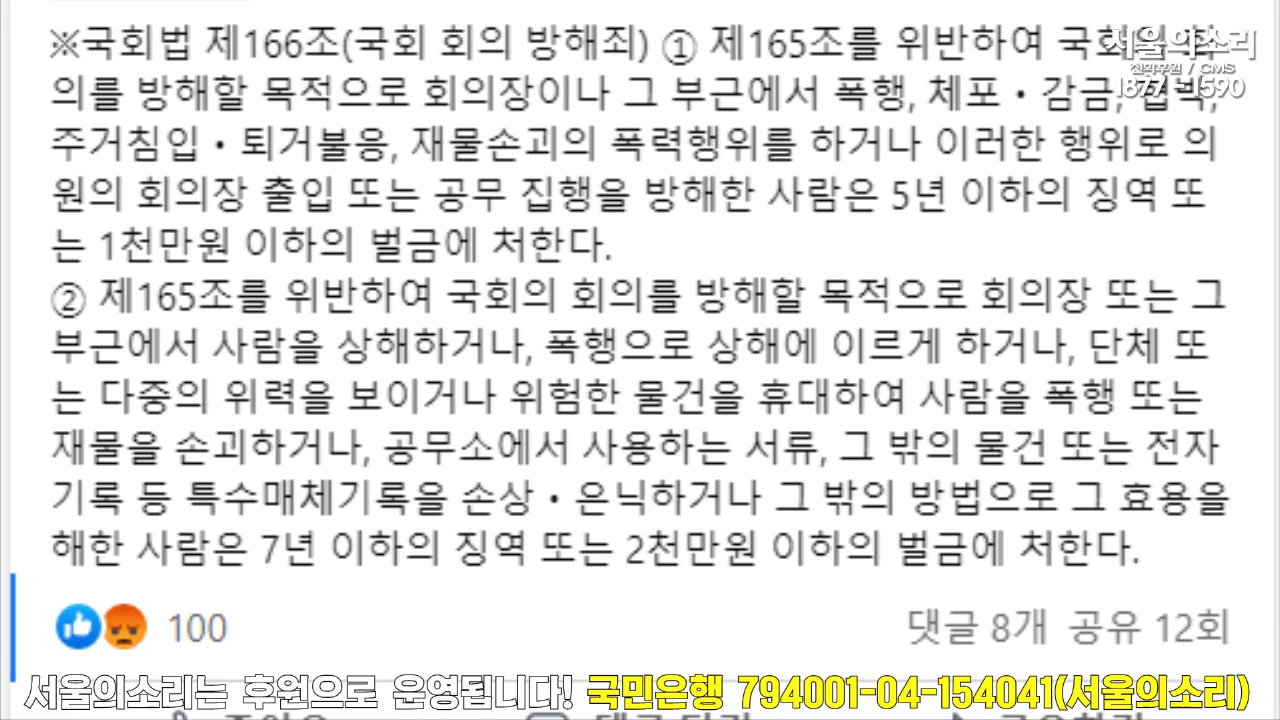 ※국회법 제166조(국회 회의 방해죄) ① 제165조를 위반하여
서울의소리
전화후원 / CMS
의를 방해할 목적으로 회의장이나 그 부근에서 폭행, 체포·감금,
주거침입·퇴거불응, 재물손괴의 폭력행위를 하거나 이러한 행위로 의
원의 회의장 출입 또는 공무 집행을 방해한 사람은 5년 이하의 징역 또
는 1천만원 이하의 벌금에 처한다.
② 제165조를 위반하여 국회의 회의를 방해할 목적으로 회의장 또는 그
부근에서 사람을 상해하거나, 폭행으로 상해에 이르게 하거나, 단체 또
는 다중의 위력을 보이거나 위험한 물건을 휴대하여 사람을 폭행 또는
재물을 손괴하거나, 공무소에서 사용하는 서류, 그 밖의 물건 또는 전자
기록 등 특수매체기록을 손상·은닉하거나 그 밖의 방법으로 그 효용을
해한 사람은 7년 이하의 징역 또는 2천만원 이하의 벌금에 처한다.
100
댓글 8개 공유 12회
서울의소리는 후원으로 운영됩니다! 국민은행 794001-04-154041(서울의소리)